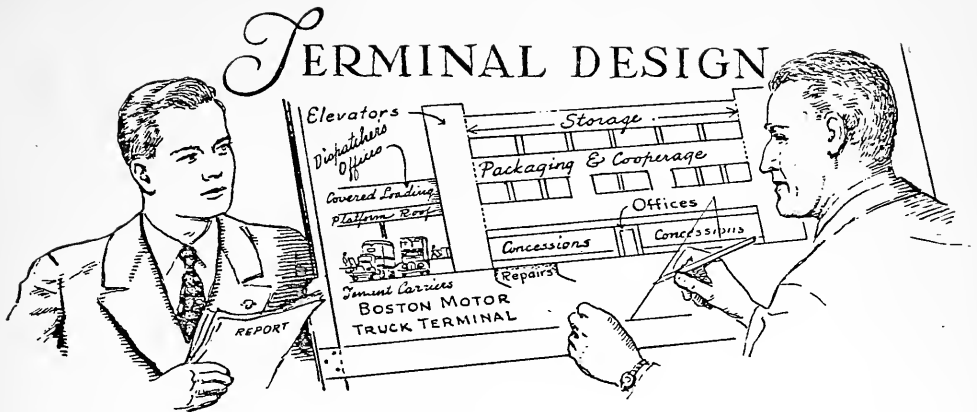 TERMINAL DESIGN
Elevators
Dispatchers
Offices
Covered Loading
Platform Roof
Storage
Packaging & Cooperage
Offices
Concessions
Concessions
Repairs
Carriers
BOSTON MOTOR
TRUCK TERMINAL
REPORT